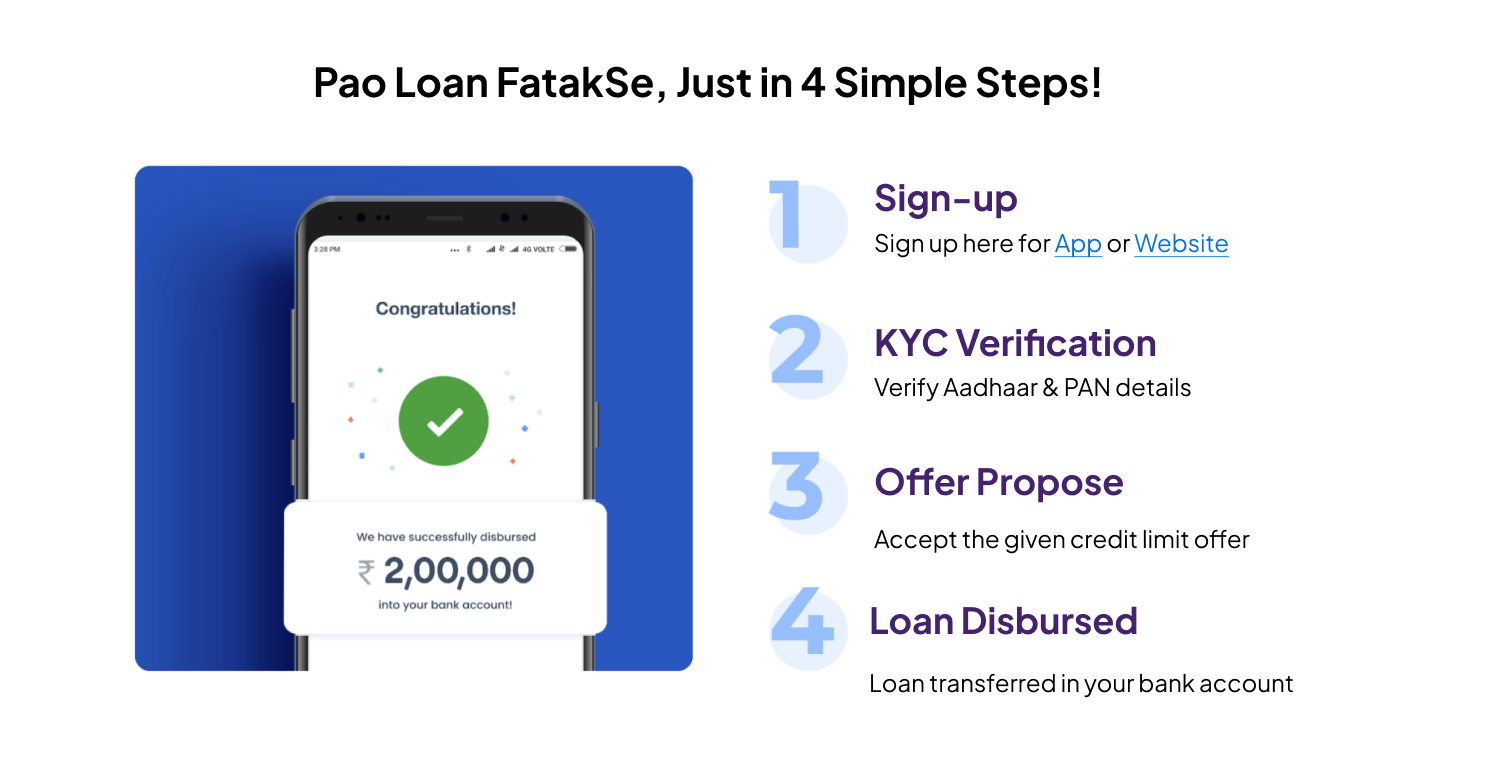 Pao Loan FatakSe, Just in 4 Simple Steps!
3:28 PM
4G VOLTE
Congratulations!
We have successfully disbursed
₹ 2,00,000
into your bank account!
1
Sign-up
Sign up here for App or Website
2
KYC Verification
Verify Aadhaar & PAN details
3
Offer Propose
Accept the given credit limit offer
4
Loan Disbursed
Loan transferred in your bank account